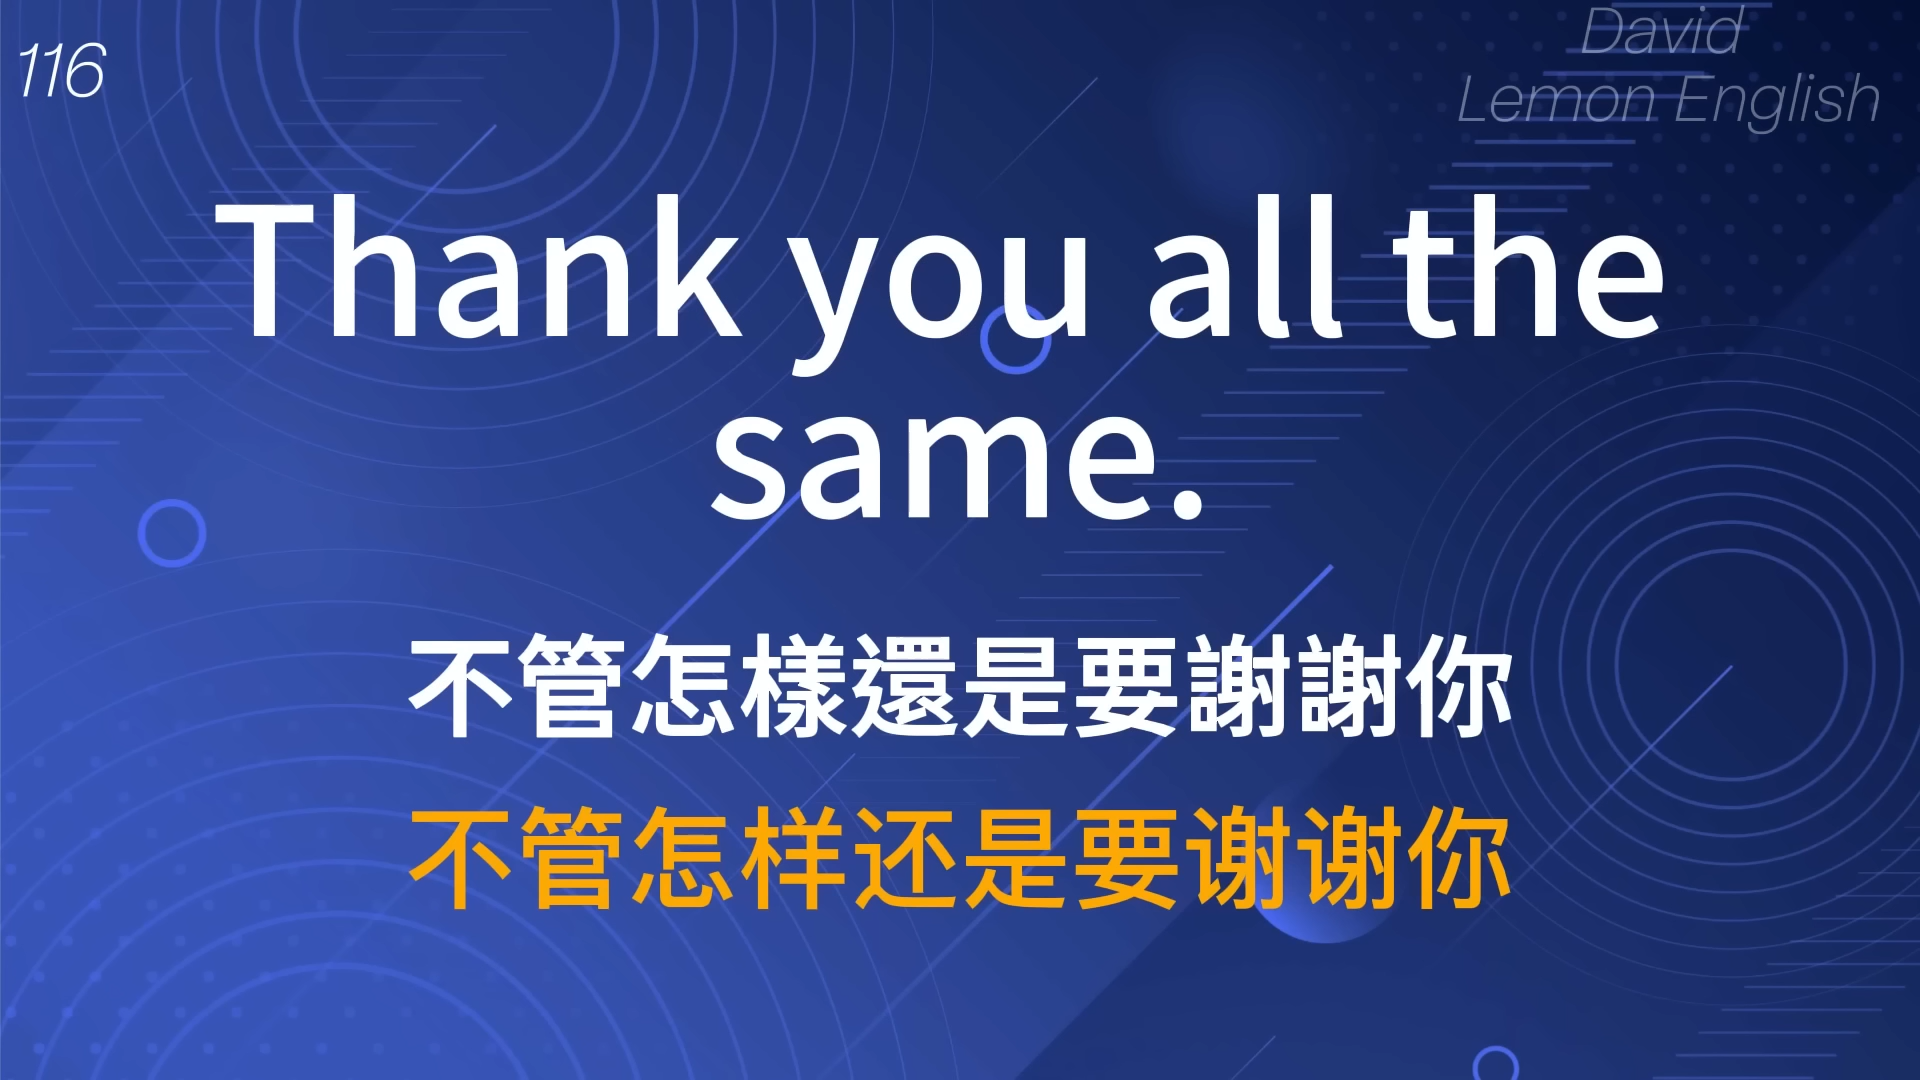 116
David
Lemon English
Thank you all the
same.
不管怎樣還是要謝謝你
不管怎样还是要谢谢你